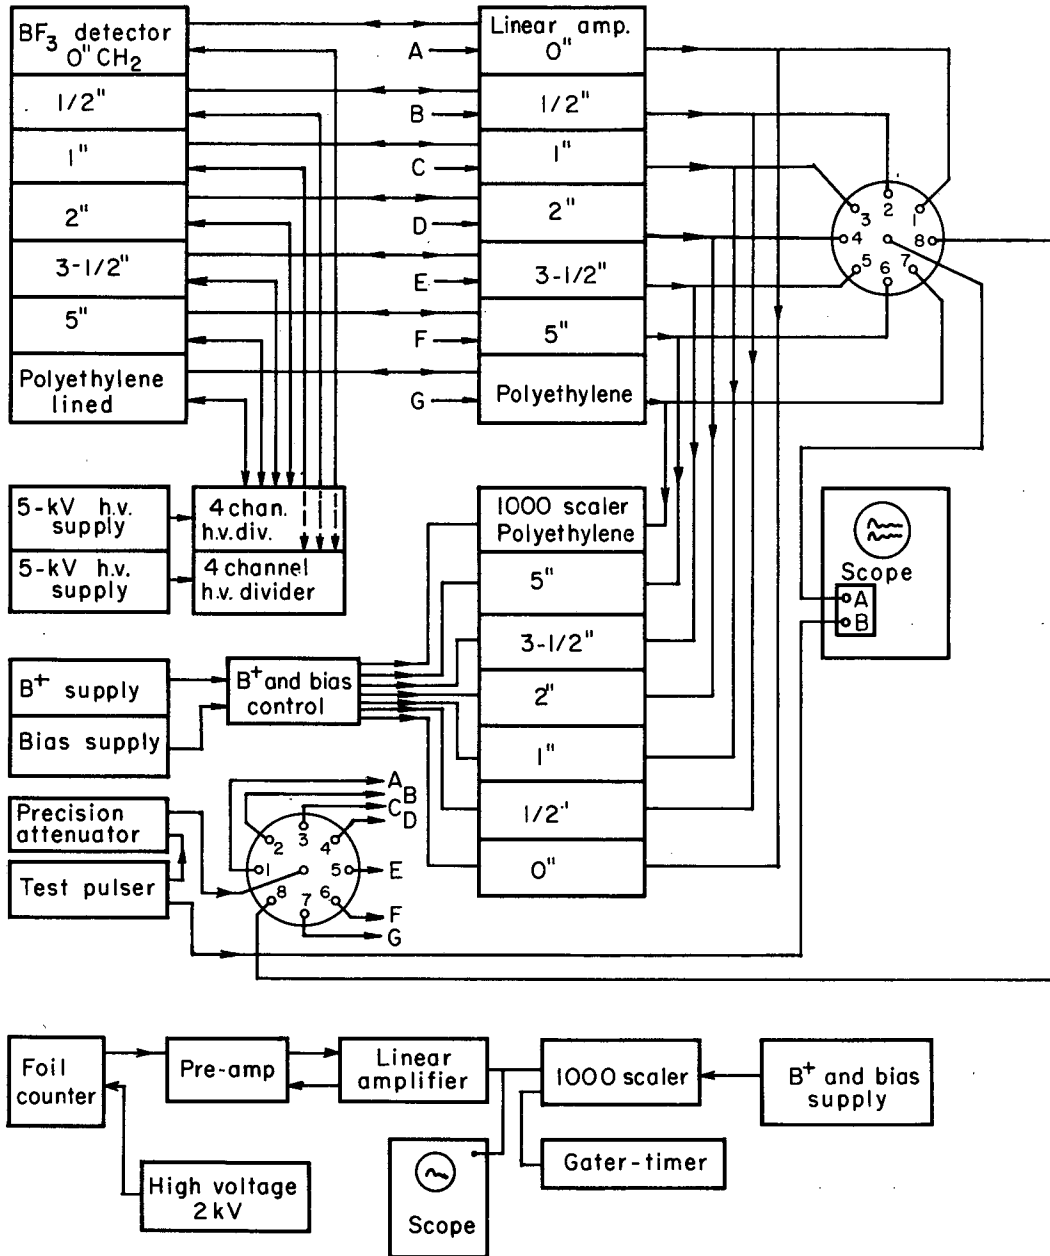 BF3 detector
0" CH2
1/2"
1"
2"
3-1/2"
5"
Polyethylene
lined
A
B
C
D
E
F
G
Linear amp.
0"
1/2"
1"
2"
3-1/2"
5"
Polyethylene
1
2
3
4
5
6
7
8
5-kV h.v.
supply
5-kV h.v.
supply
4 chan.
h.v. div.
4 channel
h.v. divider
1000 scaler
Polyethylene
5"
3-1/2"
2"
1"
1/2"
0"
Scope
A
B
B+ supply
Bias supply
B+ and bias
control
Precision
attenuator
Test pulser
1
2
3
4
5
6
7
8
A
B
C
D
E
F
G
Foil
counter
Pre-amp
Linear
amplifier
1000 scaler
B+ and bias
supply
High voltage
2kV
Scope
Gater-timer